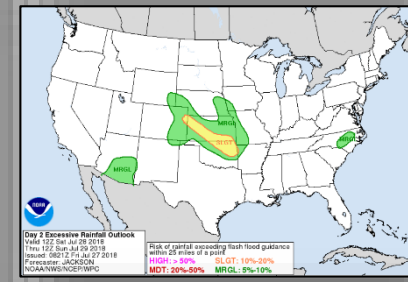 MRGL
SLGT
MRGL
MRGL
NOAA
Day 2 Excessive Rainfall Outlook
Valid 12Z Sat Jul 28 2018
Thru 12Z Sun Jul 29 2018
Issued: 0821Z Fri Jul 27 2018
Forecaster: JACKSON
NOAA/NWS/NCEP/WPC
Risk of rainfall exceeding flash flood guidance
within 25 miles of a point
HIGH: > 50% SLGT: 10%-20%
MDT: 20%-50% MRGL: 5%-10%